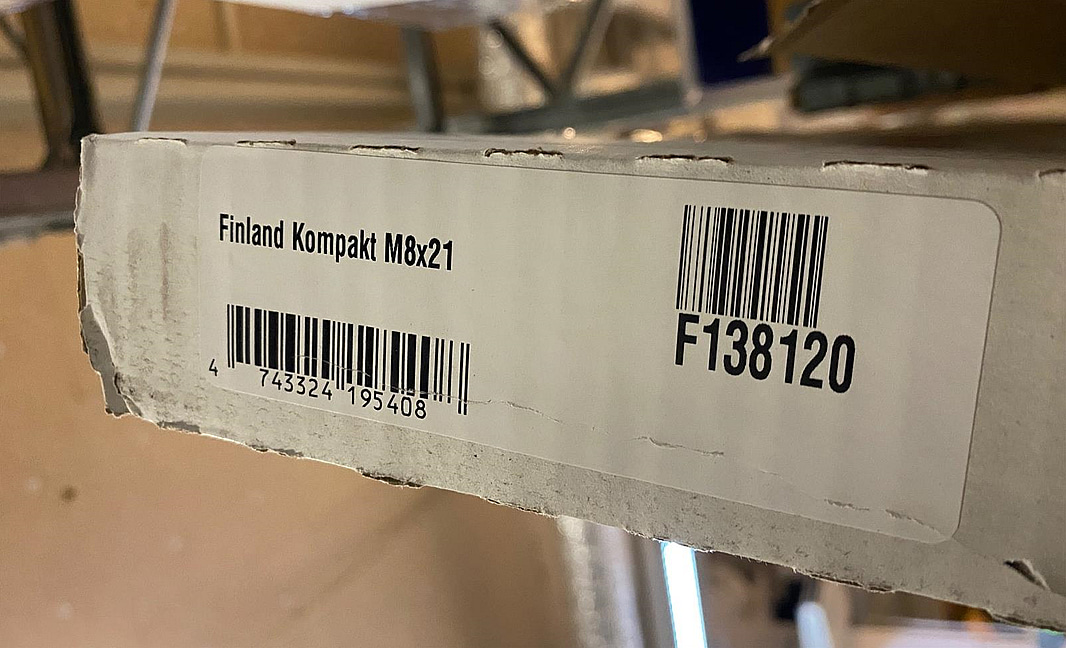 Finland Kompakt M8x21
4 743324 195408
F138120